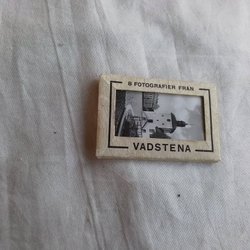 8 FOTOGRAFIER FRÅN
VADSTENA